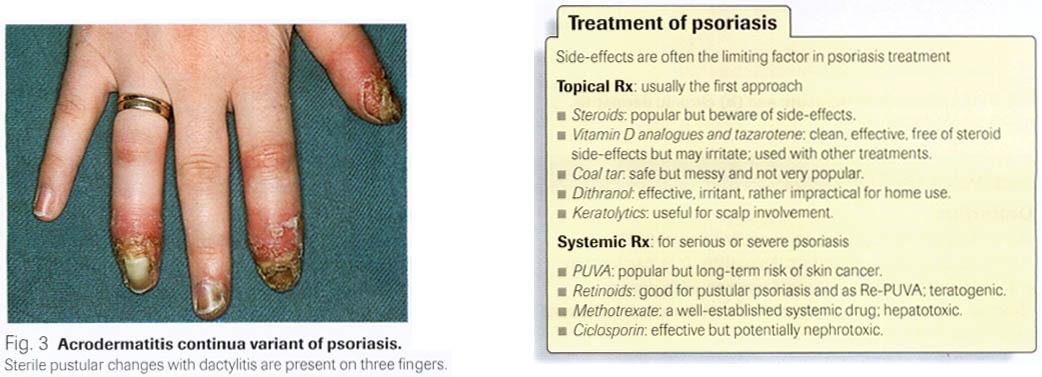 Fig. 3 Acrodermatitis continua variant of psoriasis.
Sterile pustular changes with dactylitis are present on three fingers.
Treatment of psoriasis
Side-effects are often the limiting factor in psoriasis treatment
Topical Rx: usually the first approach
■ Steroids: popular but beware of side-effects.
■ Vitamin D analogues and tazarotene: clean, effective, free of steroid
side-effects but may irritate; used with other treatments.
■ Coal tar: safe but messy and not very popular.
■ Dithranol: effective, irritant, rather impractical for home use.
■ Keratolytics: useful for scalp involvement.
Systemic Rx: for serious or severe psoriasis
■ PUVA: popular but long-term risk of skin cancer.
■ Retinoids: good for pustular psoriasis and as Re-PUVA; teratogenic.
■ Methotrexate: a well-established systemic drug; hepatotoxic.
■ Ciclosporin: effective but potentially nephrotoxic.